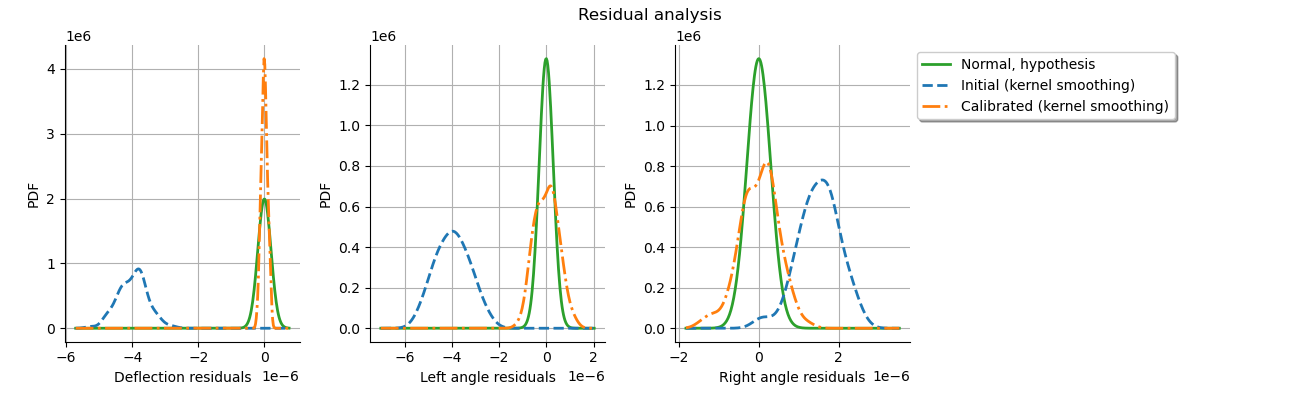 Residual analysis
1e6
PDF
4
3
2
1
0
−6
−4
−2
0
Deflection residuals
1e−6
1e6
PDF
1.2
1.0
0.8
0.6
0.4
0.2
0.0
−6
−4
−2
0
2
Left angle residuals
1e−6
1e6
PDF
1.2
1.0
0.8
0.6
0.4
0.2
0.0
−2
0
2
Right angle residuals
1e−6
Normal, hypothesis
Initial (kernel smoothing)
Calibrated (kernel smoothing)